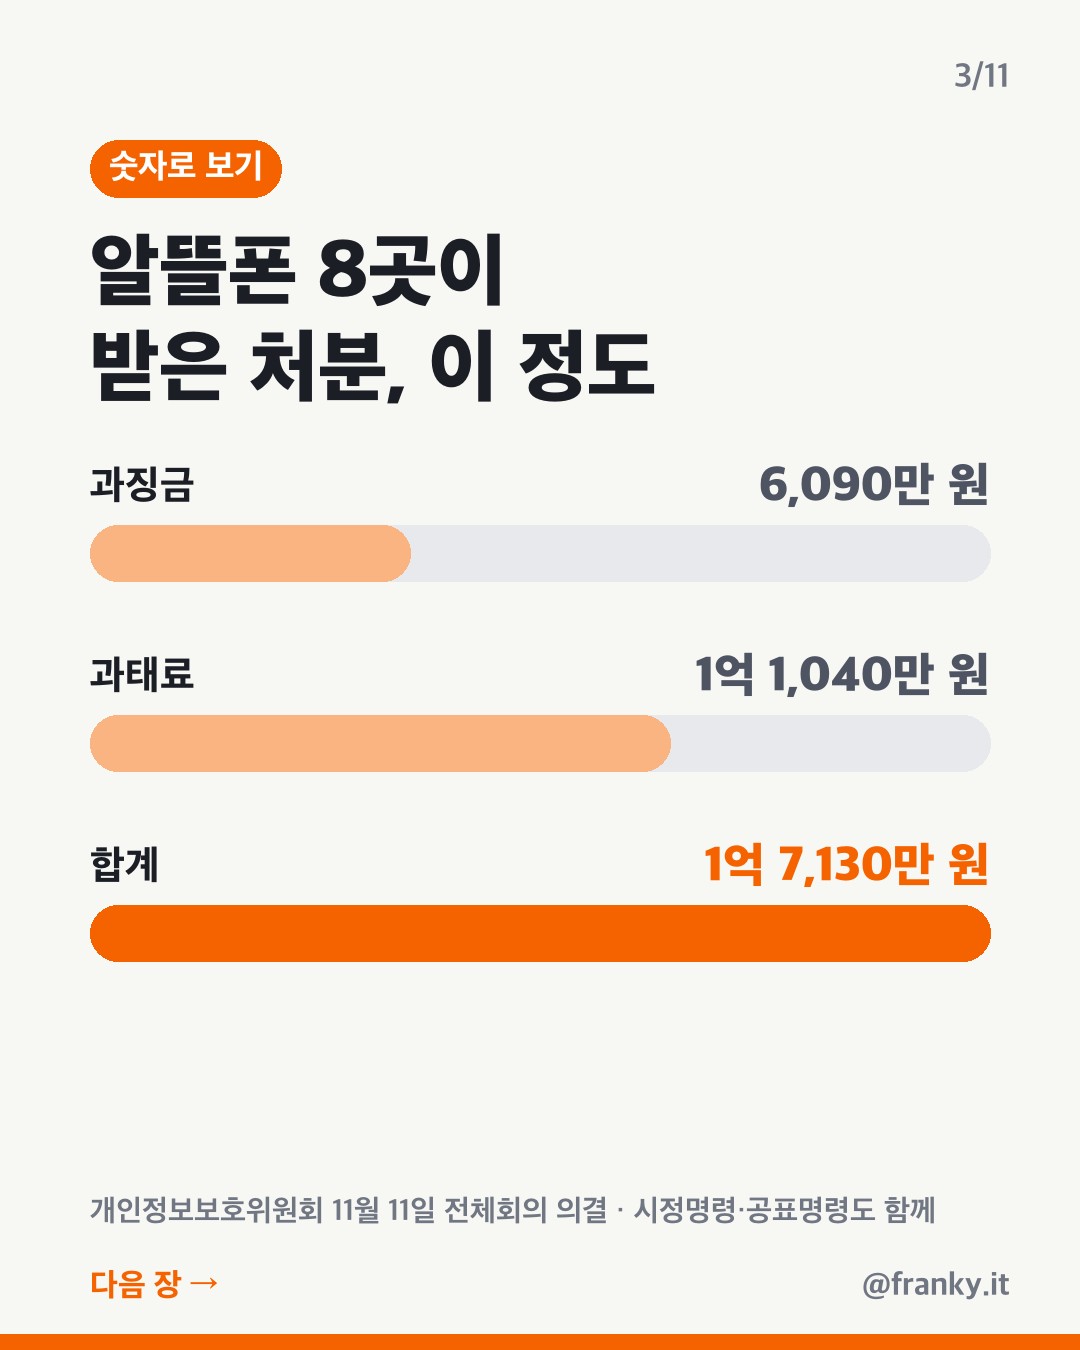 3/11
숫자로 보기
알뜰폰 8곳이
받은 처분, 이 정도
과징금 6,090만 원
과태료 1억 1,040만 원
합계 1억 7,130만 원
개인정보보호위원회 11월 11일 전체회의 의결 · 시정명령·공표명령도 함께
다음 장 → @franky.it